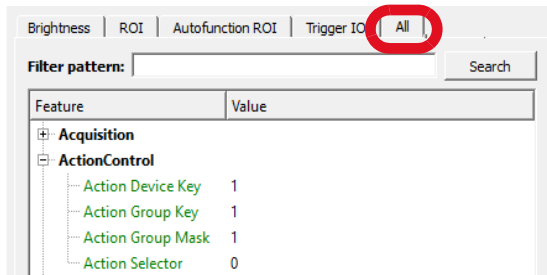 Brightness ROI Autofunction ROI Trigger IO All
Filter pattern: Search
Feature Value
Acquisition
ActionControl
Action Device Key 1
Action Group Key 1
Action Group Mask 1
Action Selector 0